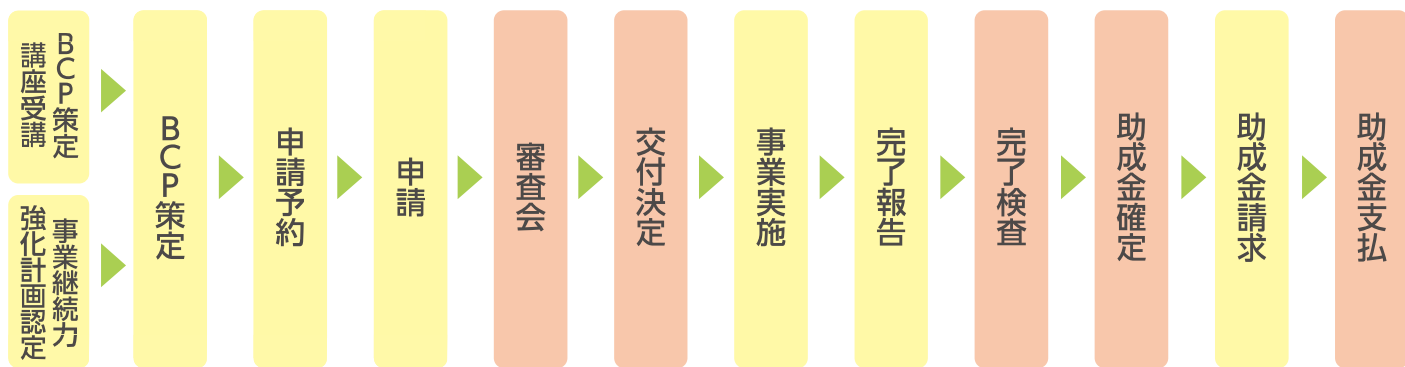 BCP策定
講座受講
事業継続力
強化計画認定
BCP策定
申請予約
申請
審査会
交付決定
事業実施
完了報告
完了検査
助成金確定
助成金請求
助成金支払